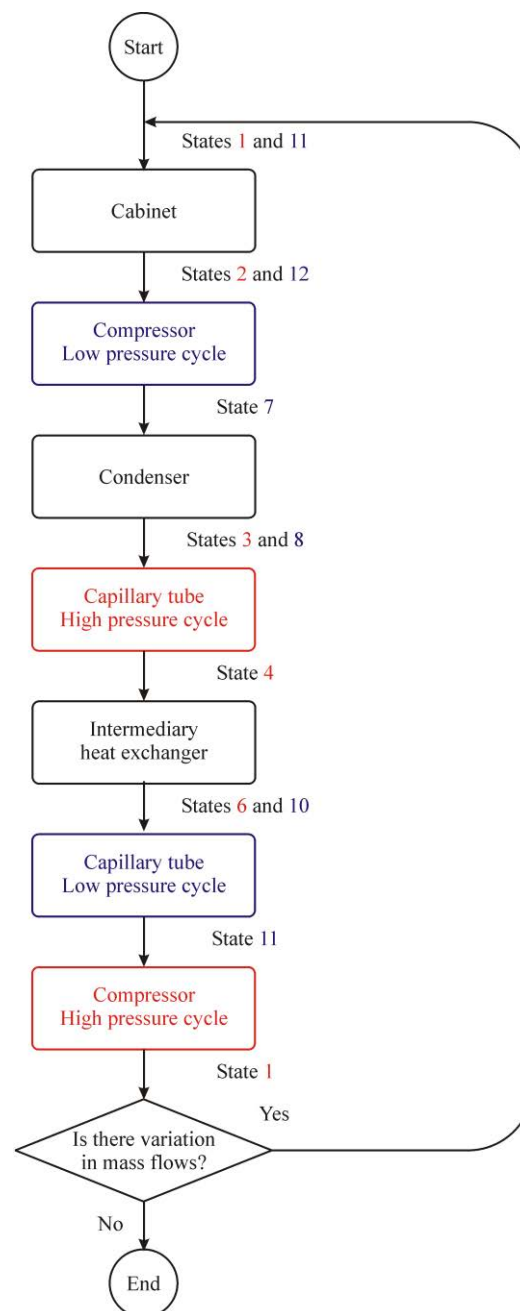 Start
States 1 and 11
Cabinet
States 2 and 12
Compressor
Low pressure cycle
State 7
Condenser
States 3 and 8
Capillary tube
High pressure cycle
State 4
Intermediary
heat exchanger
States 6 and 10
Capillary tube
Low pressure cycle
State 11
Compressor
High pressure cycle
State 1
Yes
Is there variation
in mass flows?
No
End